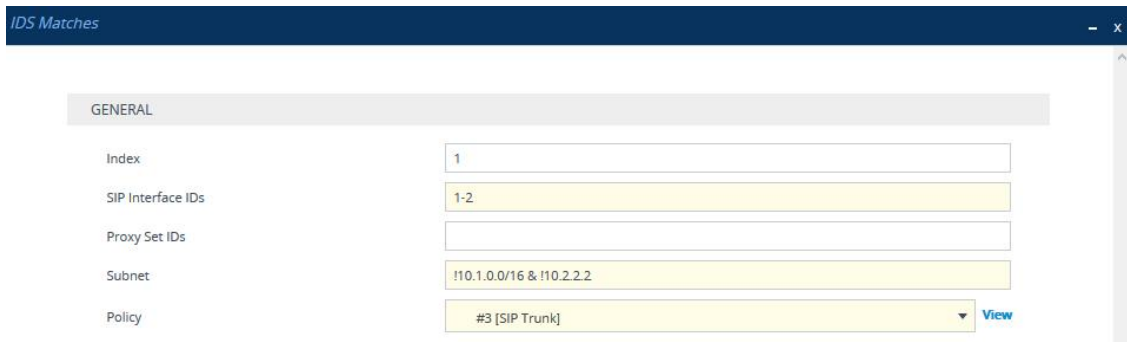 IDS Matches
– x
GENERAL
Index 1
SIP Interface IDs 1-2
Proxy Set IDs
Subnet !10.1.0.0/16 & !10.2.2.2
Policy #3 [SIP Trunk] View